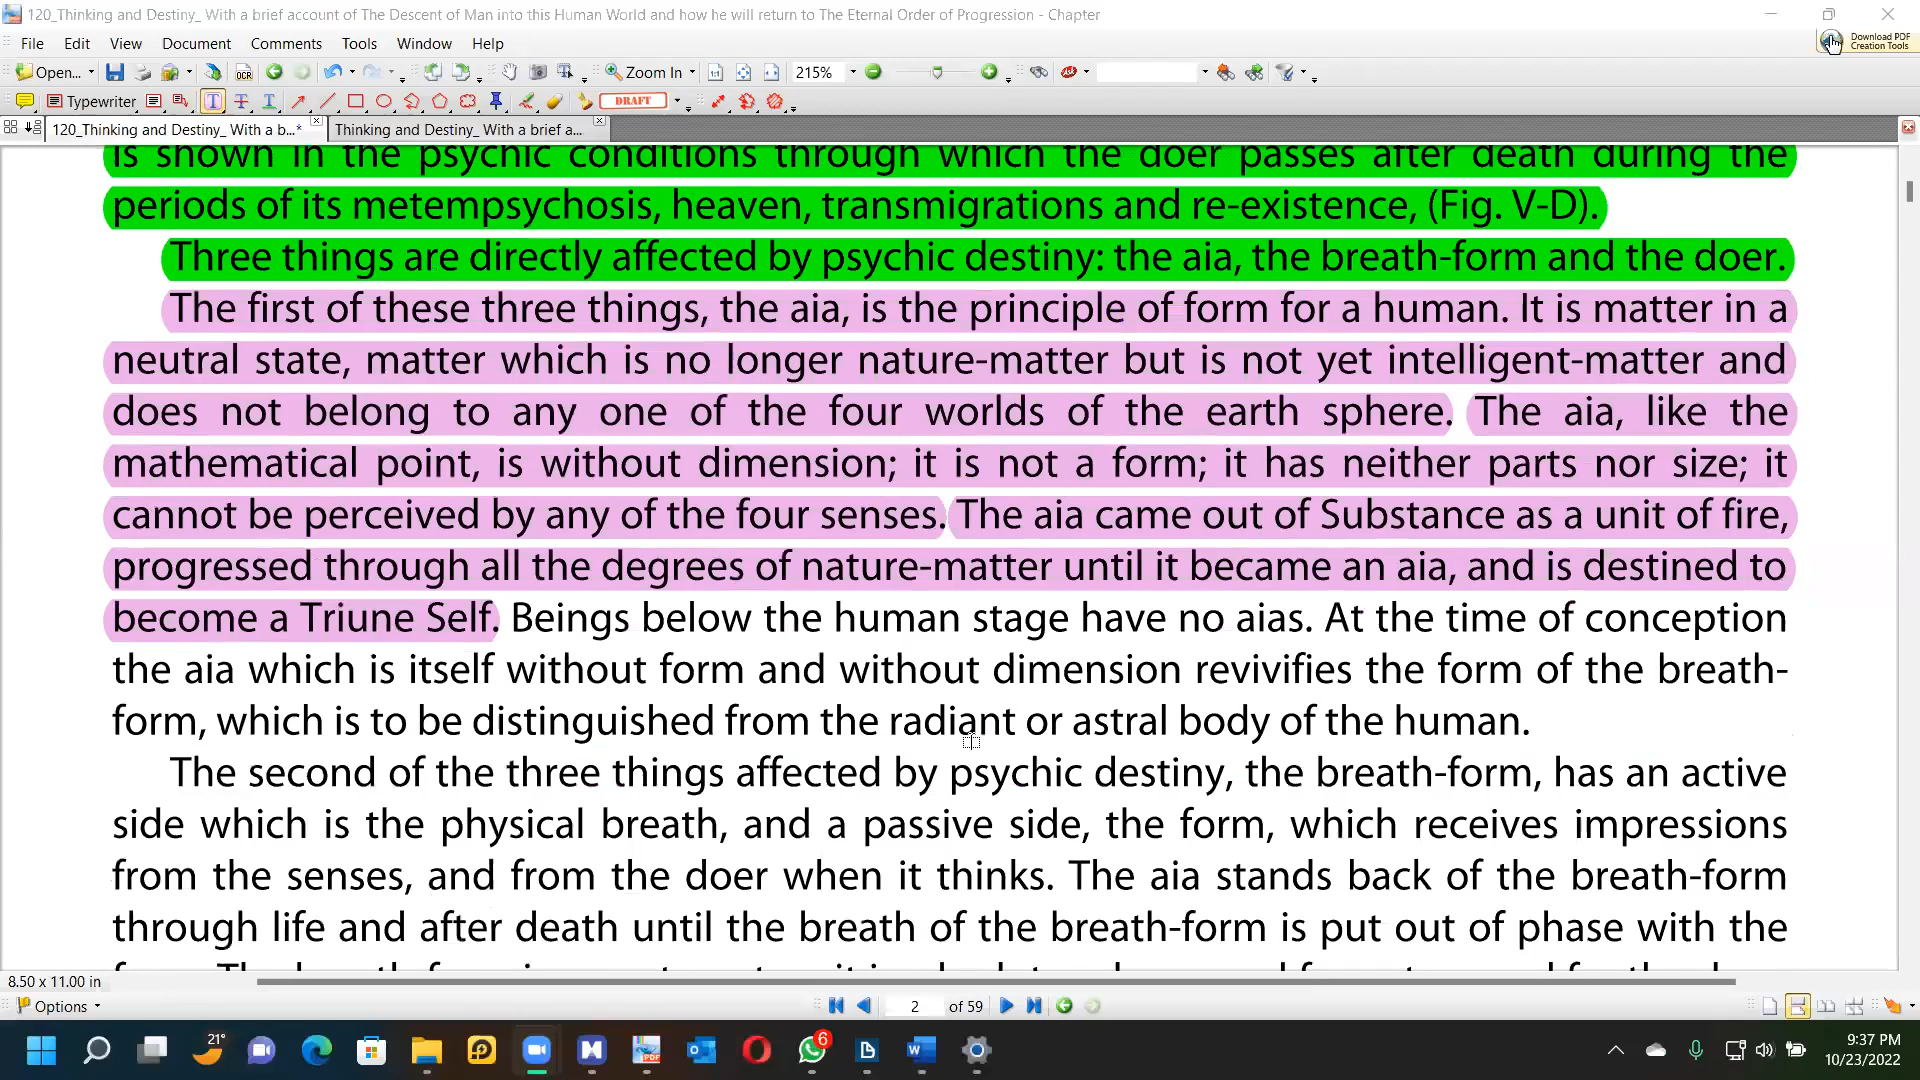 120_Thinking and Destiny_ With a brief account of The Descent of Man into this Human World and how he will return to The Eternal Order of Progression - Chapter
File Edit View Document Comments Tools Window Help
Download PDF
Creation Tools
Open... OCR Zoom In 215%
Typewriter DRAFT
120_Thinking and Destiny_ With a b...* Thinking and Destiny_ With a brief a...
is shown in the psychic conditions through which the doer passes after death during the
periods of its metempsychosis, heaven, transmigrations and re-existence, (Fig. V-D).
Three things are directly affected by psychic destiny: the aia, the breath-form and the doer.
The first of these three things, the aia, is the principle of form for a human. It is matter in a
neutral state, matter which is no longer nature-matter but is not yet intelligent-matter and
does not belong to any one of the four worlds of the earth sphere. The aia, like the
mathematical point, is without dimension; it is not a form; it has neither parts nor size; it
cannot be perceived by any of the four senses. The aia came out of Substance as a unit of fire,
progressed through all the degrees of nature-matter until it became an aia, and is destined to
become a Triune Self. Beings below the human stage have no aias. At the time of conception
the aia which is itself without form and without dimension revivifies the form of the breath-
form, which is to be distinguished from the radiant or astral body of the human.
The second of the three things affected by psychic destiny, the breath-form, has an active
side which is the physical breath, and a passive side, the form, which receives impressions
from the senses, and from the doer when it thinks. The aia stands back of the breath-form
through life and after death until the breath of the breath-form is put out of phase with the
8.50 x 11.00 in
Options 2 of 59
21° 6 9:37 PM
10/23/2022